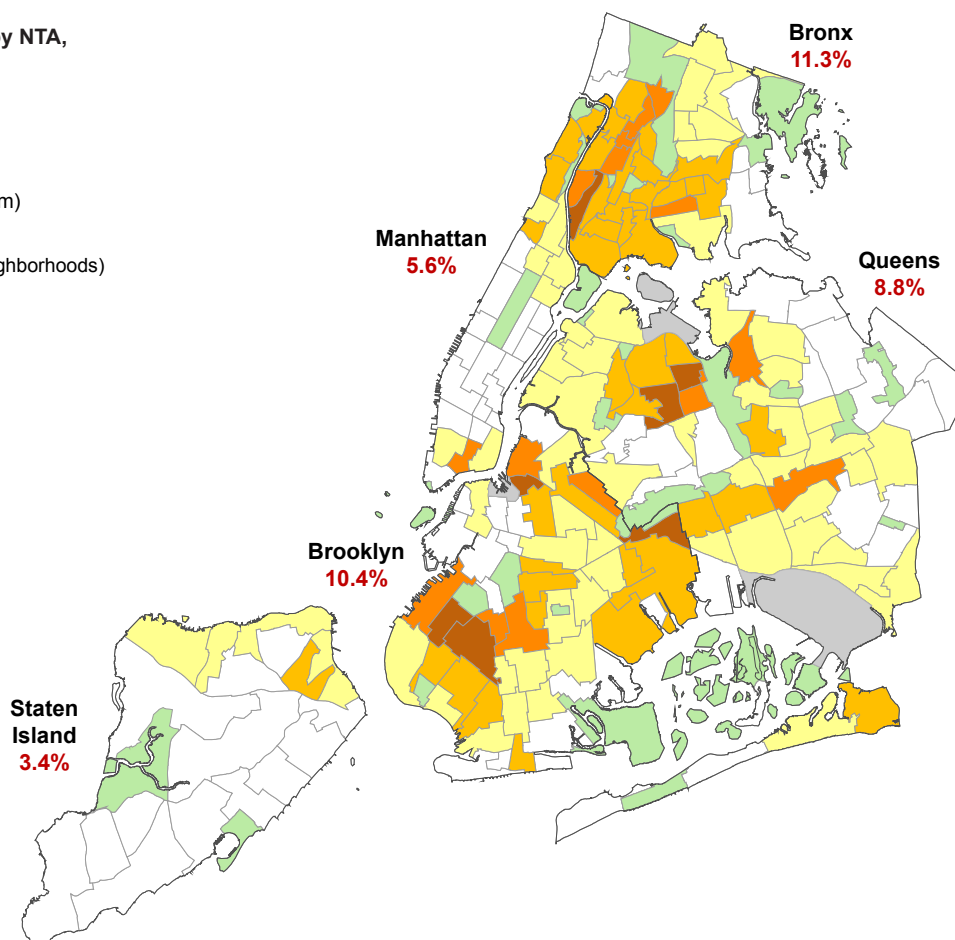 y NTA,
m)
ghborhoods)
Bronx
11.3%
Manhattan
5.6%
Queens
8.8%
Brooklyn
10.4%
Staten
Island
3.4%